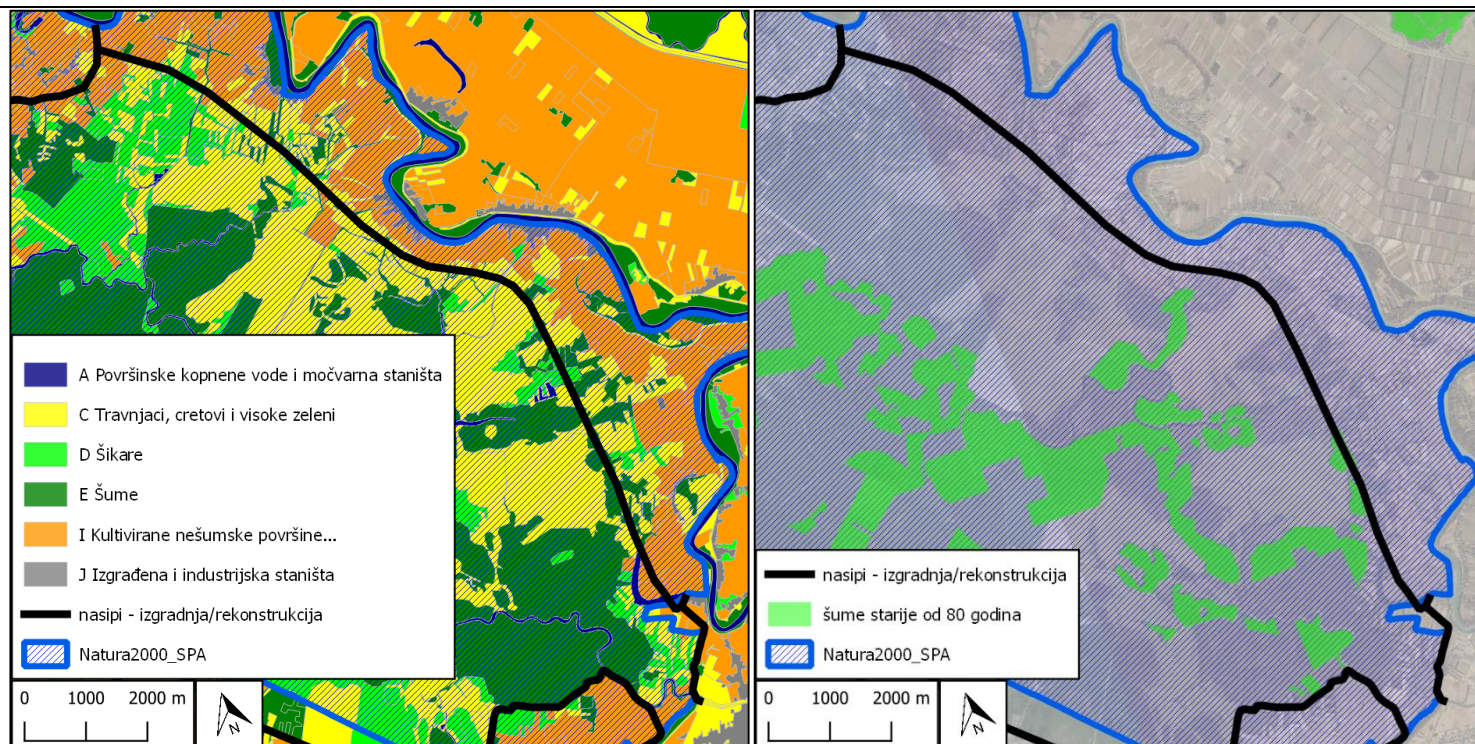 A Površinske kopnene vode i močvarna staništa
C Travnjaci, cretovi i visoke zeleni
D Šikare
E Šume
I Kultivirane nešumske površine...
J Izgrađena i industrijska staništa
nasipi - izgradnja/rekonstrukcija
Natura2000_SPA
0 1000 2000 m
N
nasipi - izgradnja/rekonstrukcija
šume starije od 80 godina
Natura2000_SPA
0 1000 2000 m
N